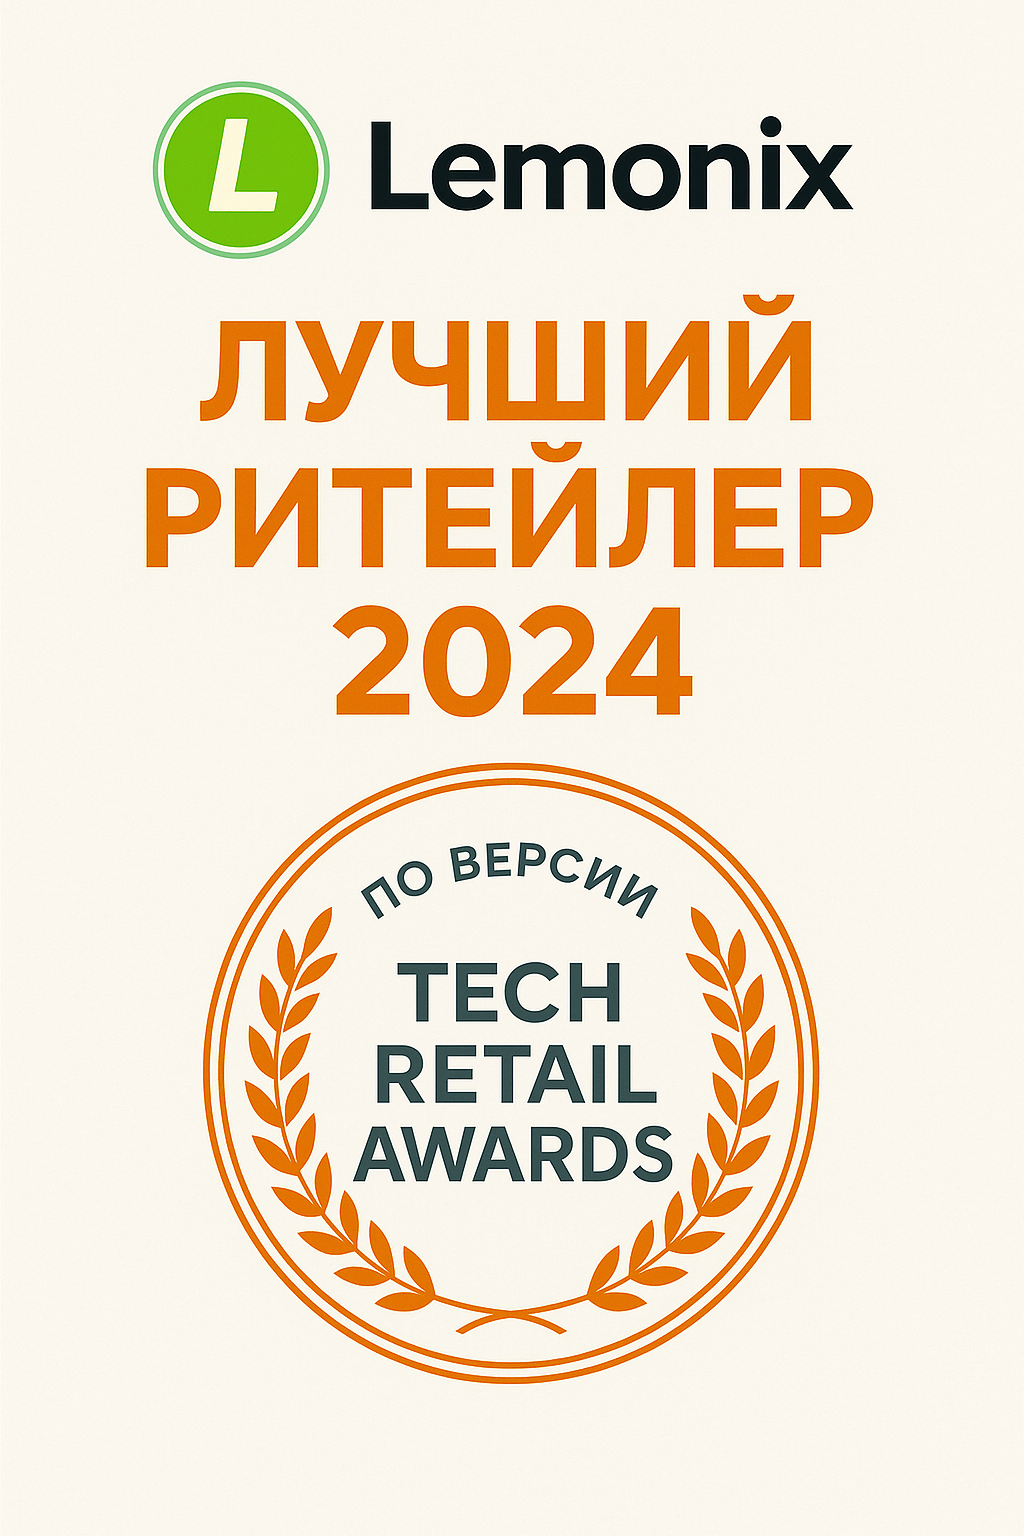 L Lemonix
ЛУЧШИЙ
РИТЕЙЛЕР
2024
ПО ВЕРСИИ
TECH
RETAIL
AWARDS